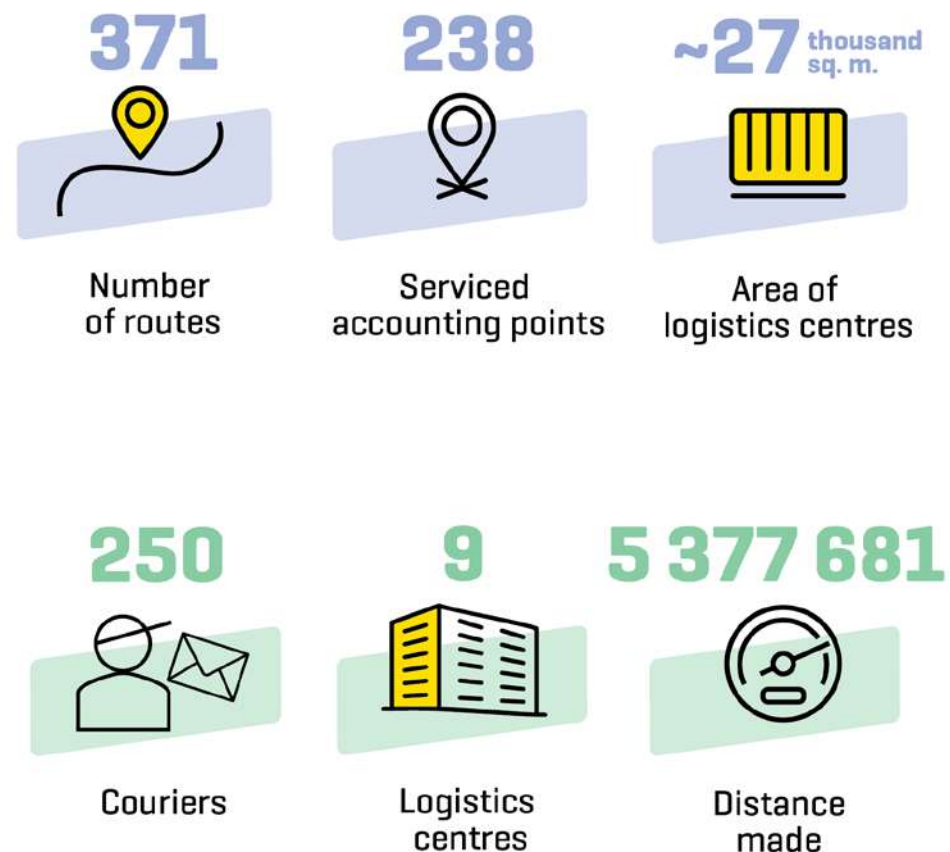 371
Number
of routes
238
Serviced
accounting points
~27 thousand
sq. m.
Area of
logistics centres
250
Couriers
9
Logistics
centres
5 377 681
Distance
made